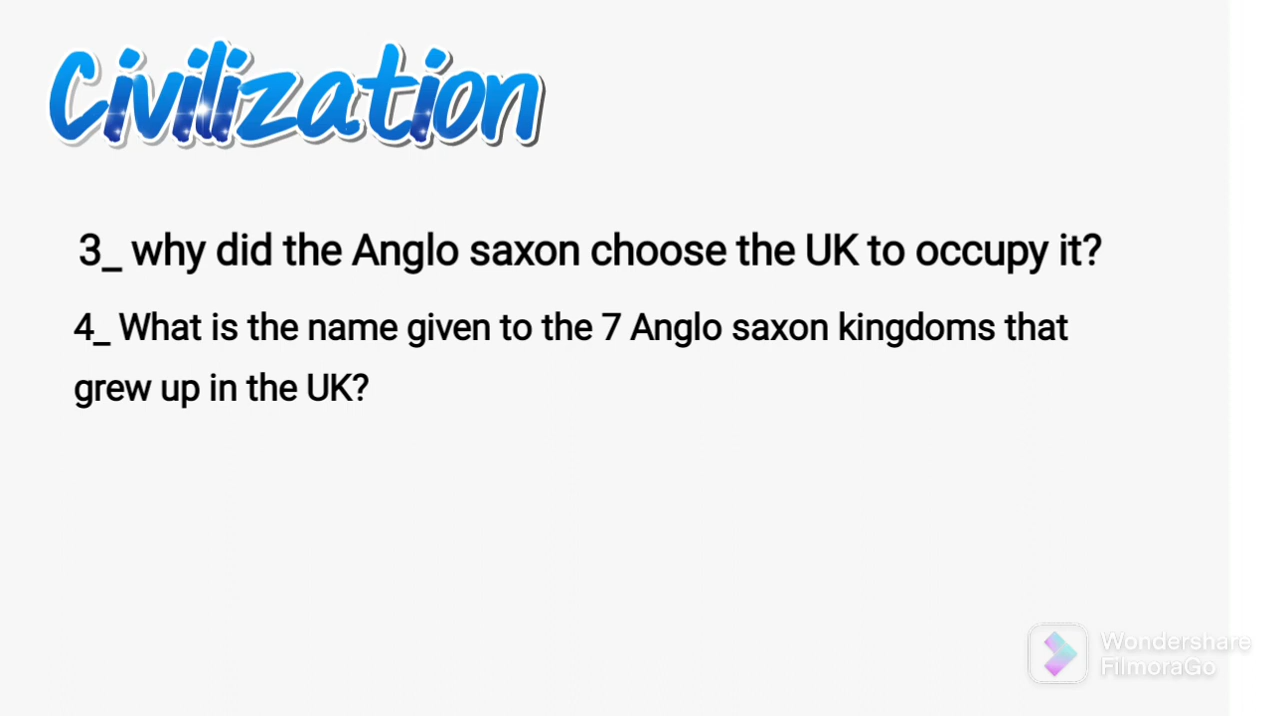 Civilization
3_ why did the Anglo saxon choose the UK to occupy it?
4_ What is the name given to the 7 Anglo saxon kingdoms that
grew up in the UK?
Wondershare
FilmoraGo